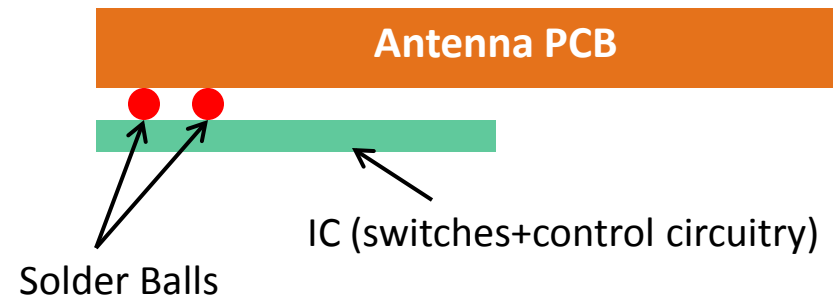 Antenna PCB
IC (switches+control circuitry)
Solder Balls